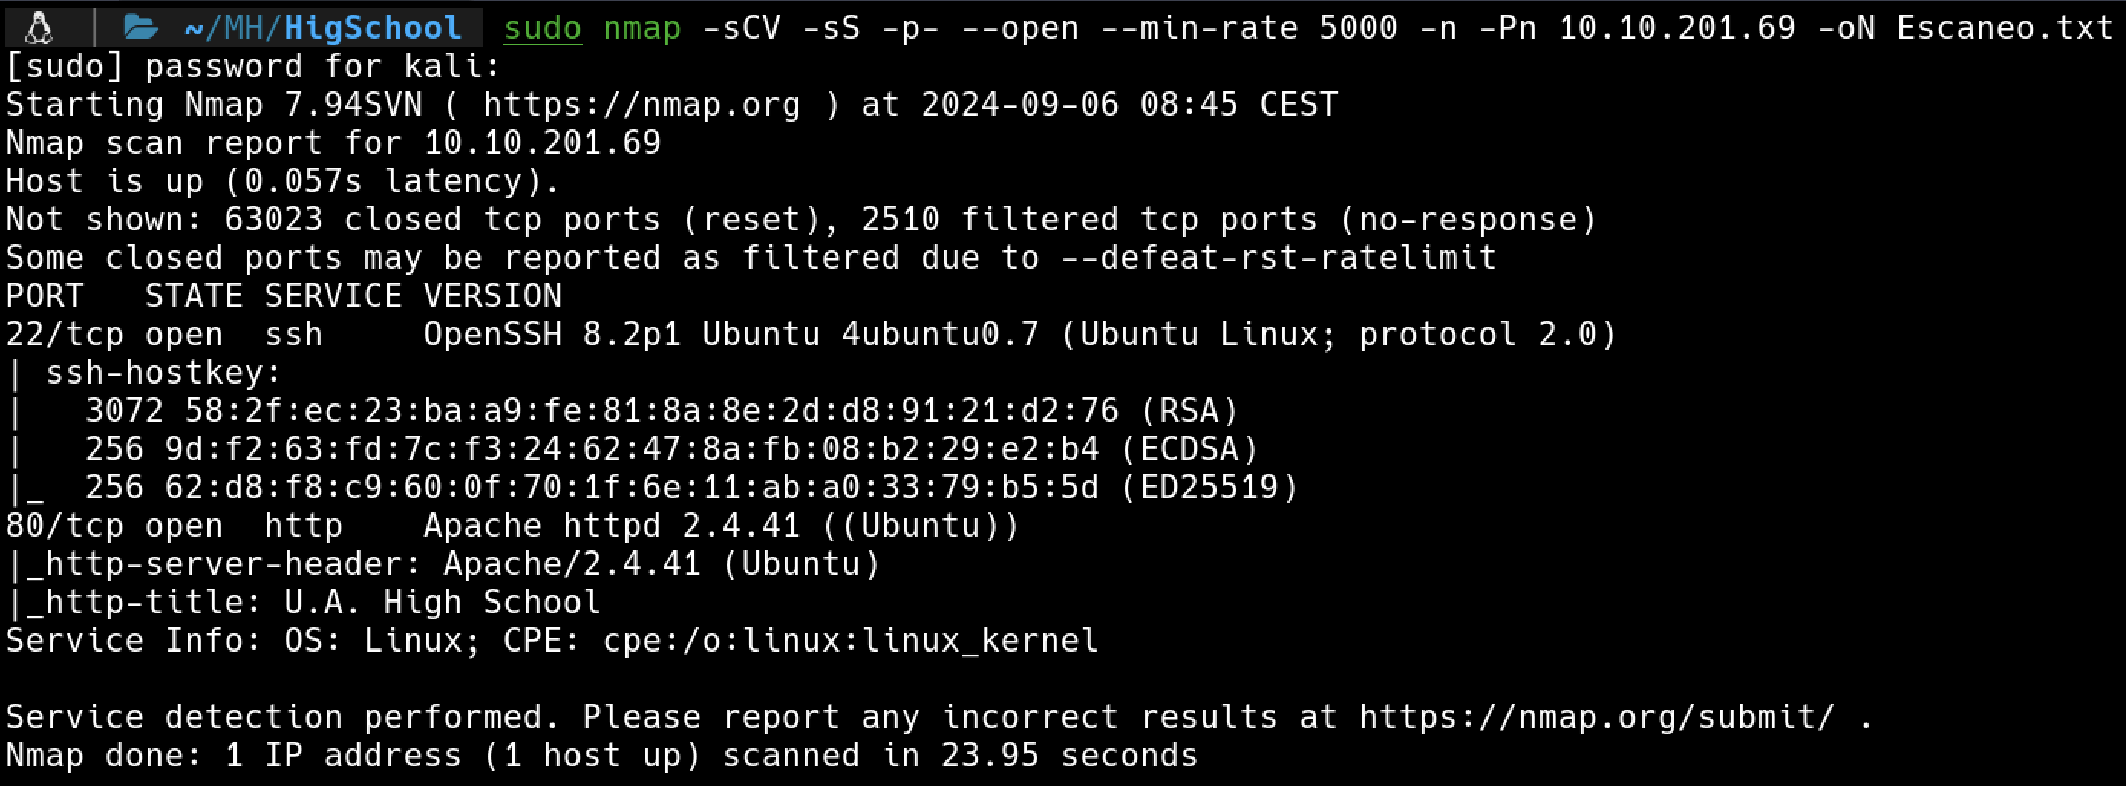 ~/MH/HigSchool sudo nmap -sCV -sS -p- --open --min-rate 5000 -n -Pn 10.10.201.69 -oN Escaneo.txt
[sudo] password for kali:
Starting Nmap 7.94SVN ( https://nmap.org ) at 2024-09-06 08:45 CEST
Nmap scan report for 10.10.201.69
Host is up (0.057s latency).
Not shown: 63023 closed tcp ports (reset), 2510 filtered tcp ports (no-response)
Some closed ports may be reported as filtered due to --defeat-rst-ratelimit
PORT   STATE SERVICE VERSION
22/tcp open  ssh     OpenSSH 8.2p1 Ubuntu 4ubuntu0.7 (Ubuntu Linux; protocol 2.0)
| ssh-hostkey:
|   3072 58:2f:ec:23:ba:a9:fe:81:8a:8e:2d:d8:91:21:d2:76 (RSA)
|   256 9d:f2:63:fd:7c:f3:24:62:47:8a:fb:08:b2:29:e2:b4 (ECDSA)
|_  256 62:d8:f8:c9:60:0f:70:1f:6e:11:ab:a0:33:79:b5:5d (ED25519)
80/tcp open  http    Apache httpd 2.4.41 ((Ubuntu))
|_http-server-header: Apache/2.4.41 (Ubuntu)
|_http-title: U.A. High School
Service Info: OS: Linux; CPE: cpe:/o:linux:linux_kernel
Service detection performed. Please report any incorrect results at https://nmap.org/submit/ .
Nmap done: 1 IP address (1 host up) scanned in 23.95 seconds